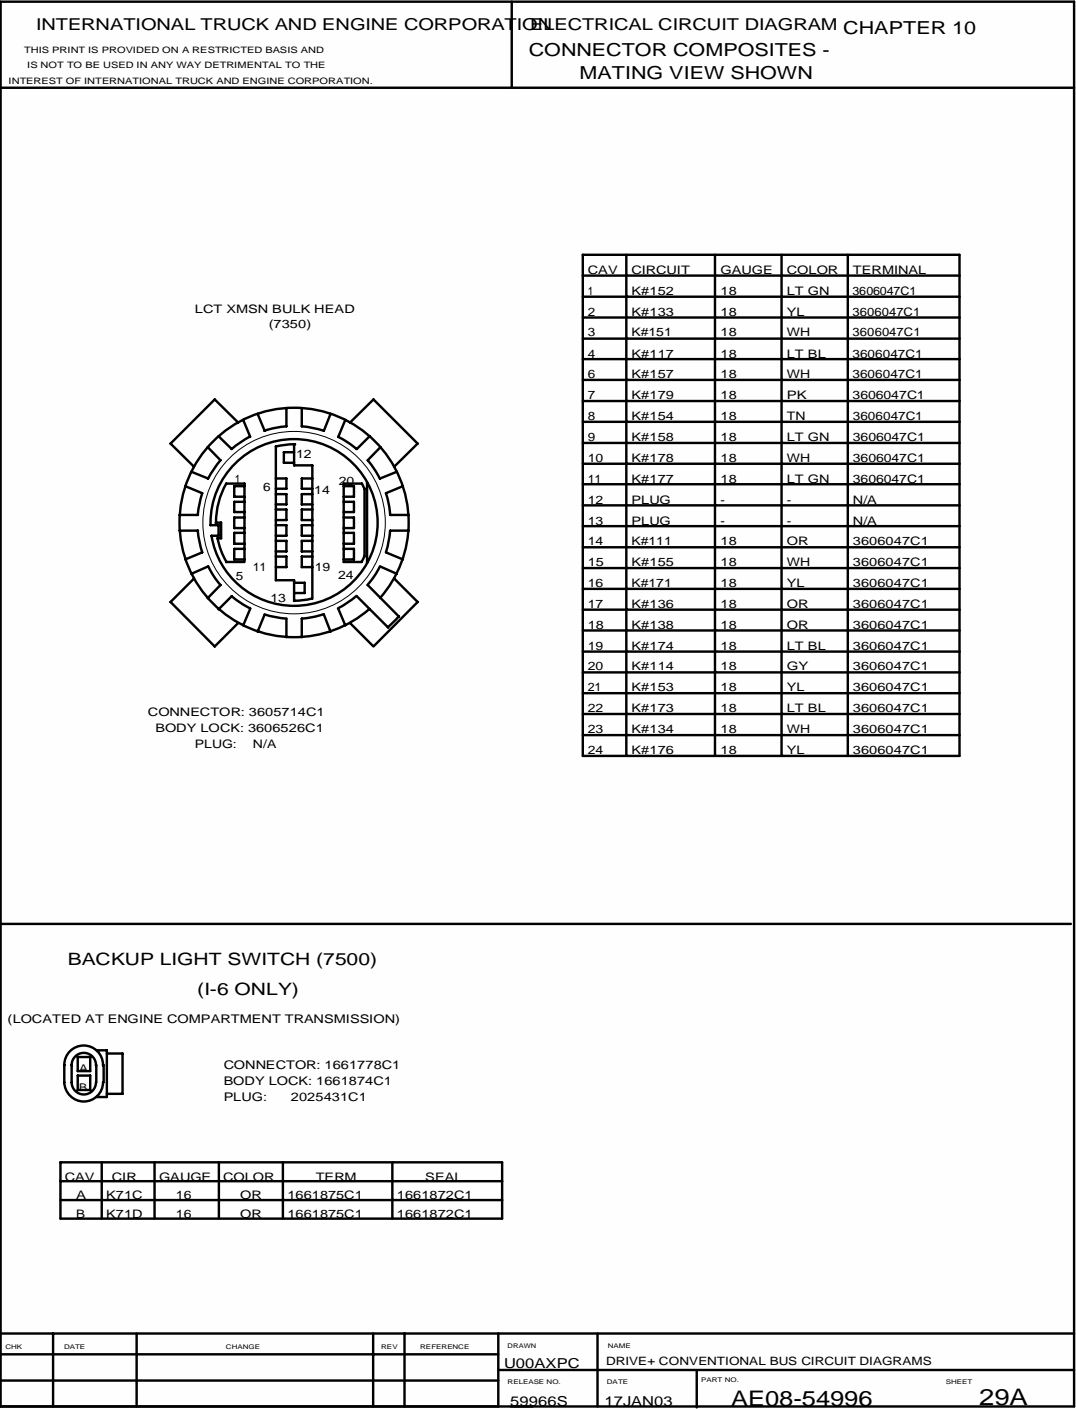 INTERNATIONAL TRUCK AND ENGINE CORPORATION
THIS PRINT IS PROVIDED ON A RESTRICTED BASIS AND
IS NOT TO BE USED IN ANY WAY DETRIMENTAL TO THE
INTEREST OF INTERNATIONAL TRUCK AND ENGINE CORPORATION.
ELECTRICAL CIRCUIT DIAGRAM CHAPTER 10
CONNECTOR COMPOSITES -
MATING VIEW SHOWN
LCT XMSN BULK HEAD
(7350)
12
1
6
14
20
5
11
19
24
13
CONNECTOR: 3605714C1
BODY LOCK: 3606526C1
PLUG: N/A
CAV CIRCUIT GAUGE COLOR TERMINAL
1 K#152 18 LT GN 3606047C1
2 K#133 18 YL 3606047C1
3 K#151 18 WH 3606047C1
4 K#117 18 LT BL 3606047C1
6 K#157 18 WH 3606047C1
7 K#179 18 PK 3606047C1
8 K#154 18 TN 3606047C1
9 K#158 18 LT GN 3606047C1
10 K#178 18 WH 3606047C1
11 K#177 18 LT GN 3606047C1
12 PLUG - - N/A
13 PLUG - - N/A
14 K#111 18 OR 3606047C1
15 K#155 18 WH 3606047C1
16 K#171 18 YL 3606047C1
17 K#136 18 OR 3606047C1
18 K#138 18 OR 3606047C1
19 K#174 18 LT BL 3606047C1
20 K#114 18 GY 3606047C1
21 K#153 18 YL 3606047C1
22 K#173 18 LT BL 3606047C1
23 K#134 18 WH 3606047C1
24 K#176 18 YL 3606047C1
BACKUP LIGHT SWITCH (7500)
(I-6 ONLY)
(LOCATED AT ENGINE COMPARTMENT TRANSMISSION)
A
B
CONNECTOR: 1661778C1
BODY LOCK: 1661874C1
PLUG: 2025431C1
CAV CIR GAUGE COLOR TERM SEAL
A K71C 16 OR 1661875C1 1661872C1
B K71D 16 OR 1661875C1 1661872C1
CHK DATE CHANGE REV REFERENCE
DRAWN
U00AXPC
NAME
DRIVE+ CONVENTIONAL BUS CIRCUIT DIAGRAMS
RELEASE NO.
59966S
DATE
17JAN03
PART NO.
AE08-54996
SHEET
29A